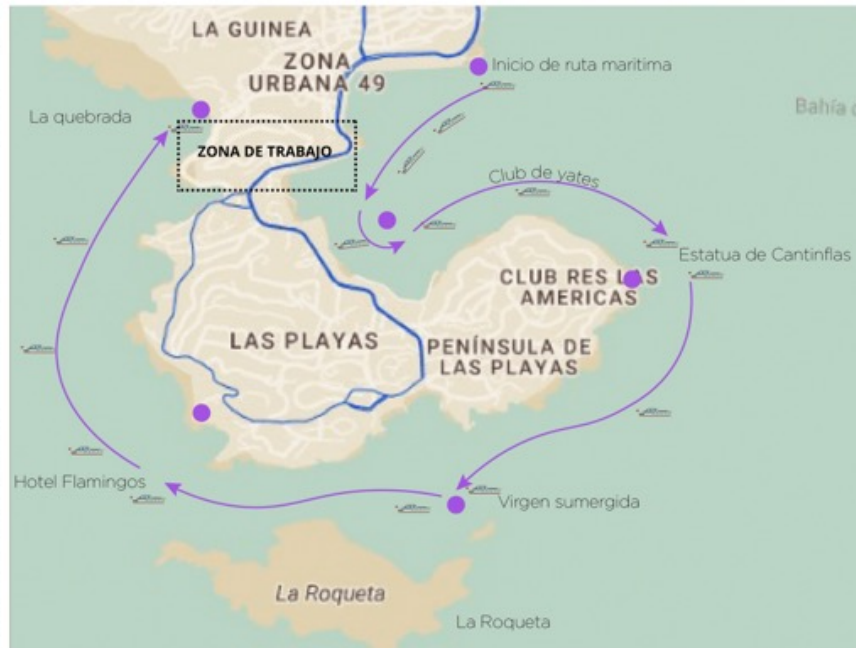 LA GUINEA
ZONA
URBANA 49
Inicio de ruta maritima
La quebrada
Bahía
ZONA DE TRABAJO
Club de yates
Estatua de Cantinflas
CLUB RES LAS
AMERICAS
LAS PLAYAS
PENÍNSULA DE
LAS PLAYAS
Hotel Flamingos
Virgen sumergida
La Roqueta
La Roqueta